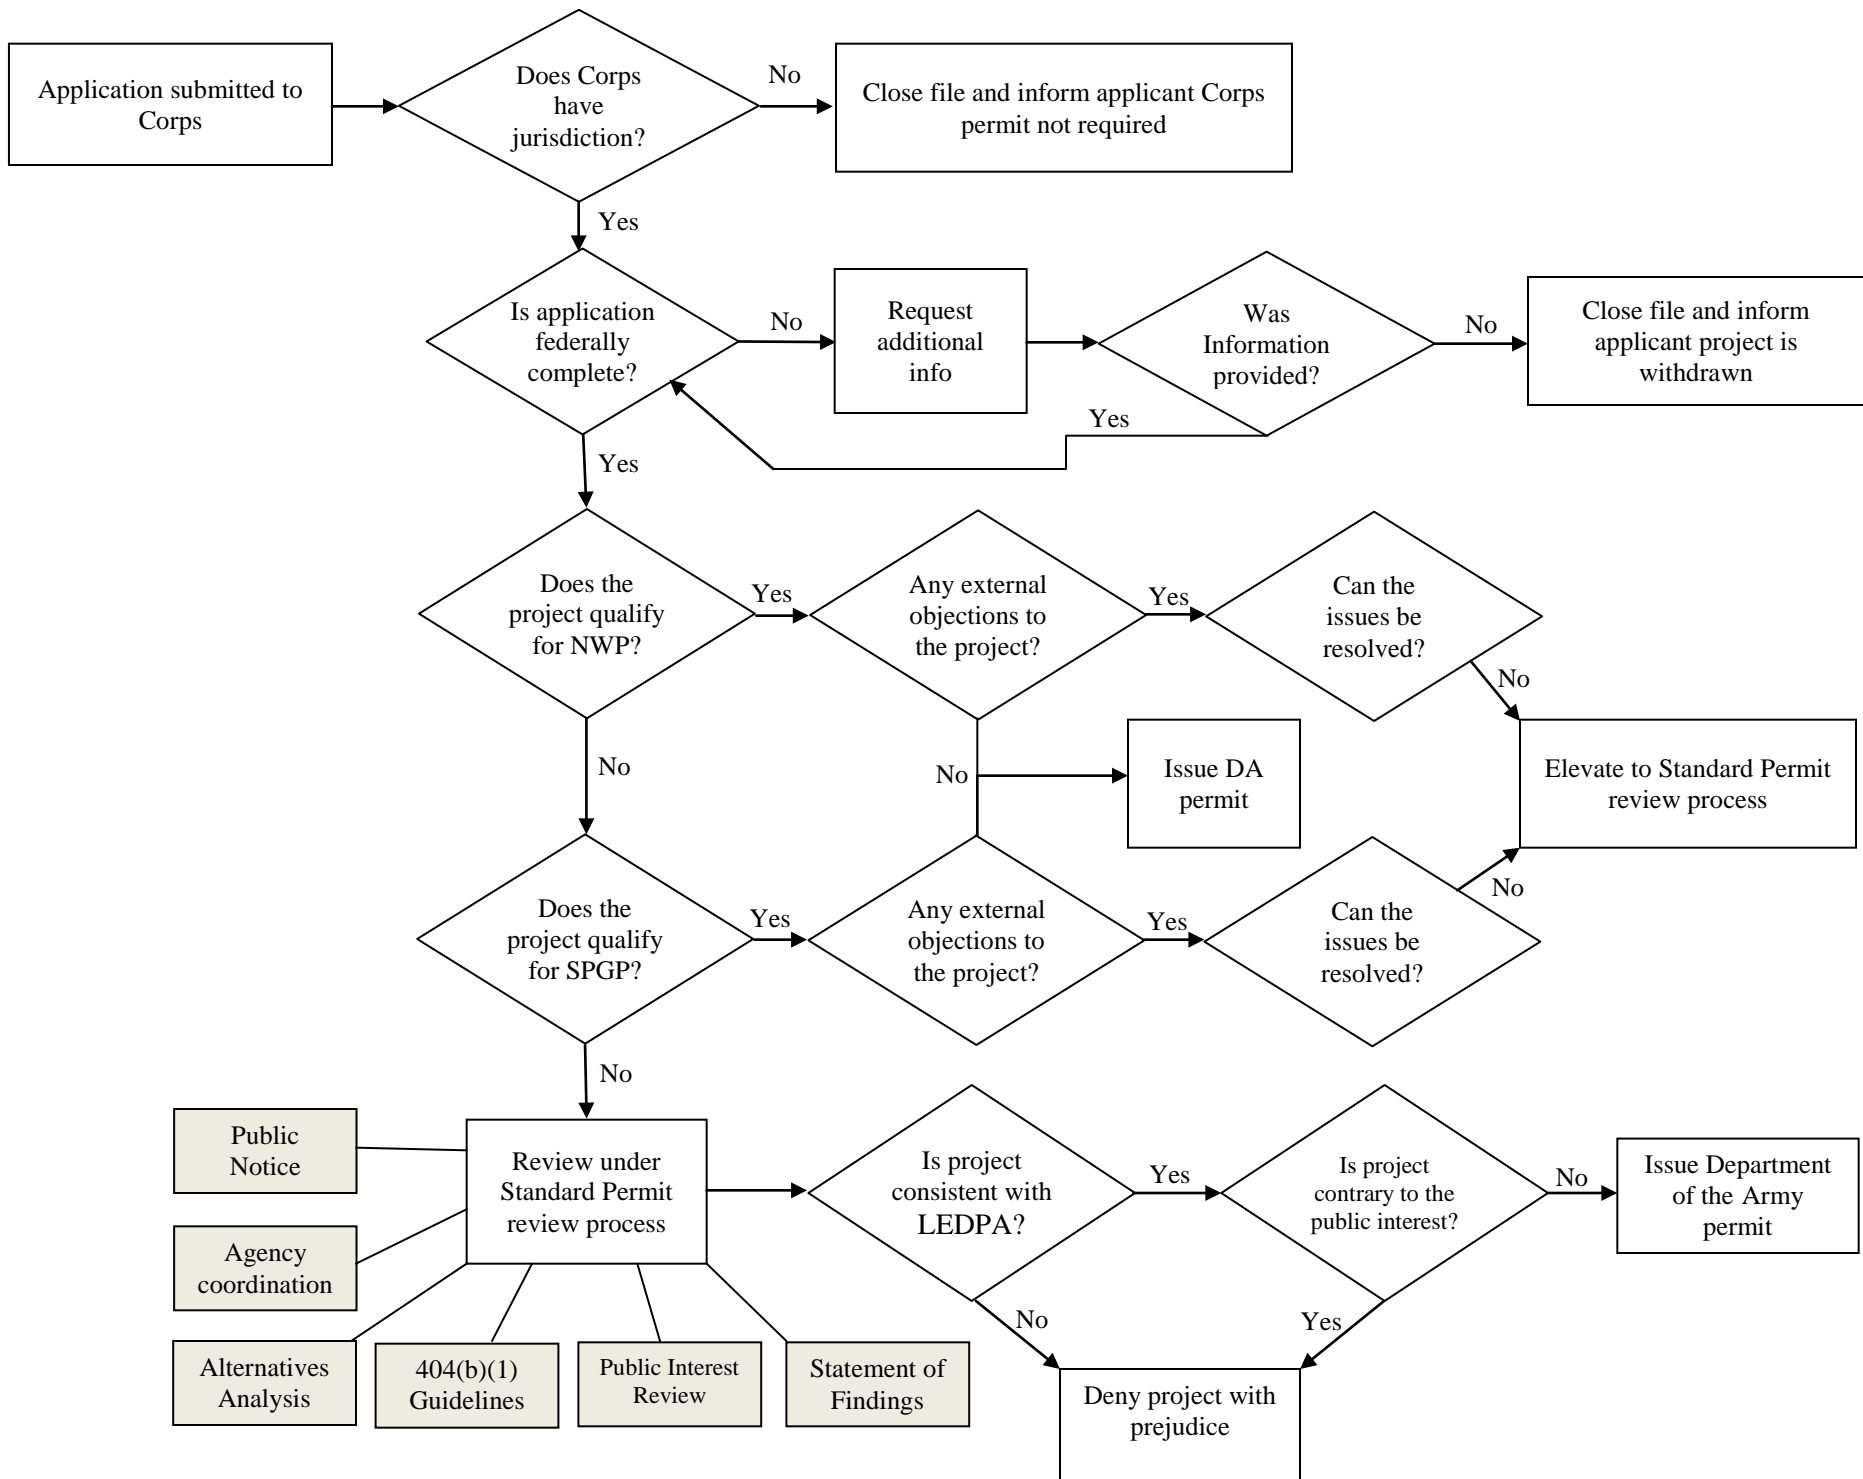 Application submitted to
Corps
Does Corps
have
jurisdiction?
No
Close file and inform applicant Corps
permit not required
Yes
Is application
federally
complete?
No
Request
additional
info
Was
Information
provided?
No
Close file and inform
applicant project is
withdrawn
Yes
Yes
Does the
project qualify
for NWP?
Yes
Any external
objections to
the project?
Yes
Can the
issues be
resolved?
No
No
No
Issue DA
permit
Elevate to Standard Permit
review process
Does the
project qualify
for SPGP?
Yes
Any external
objections to
the project?
Yes
Can the
issues be
resolved?
No
No
Public
Notice
Review under
Standard Permit
review process
Is project
consistent with
LEDPA?
Yes
Is project
contrary to the
public interest?
No
Issue Department
of the Army
permit
Agency
coordination
No
Yes
Alternatives
Analysis
404(b)(1)
Guidelines
Public Interest
Review
Statement of
Findings
Deny project with
prejudice